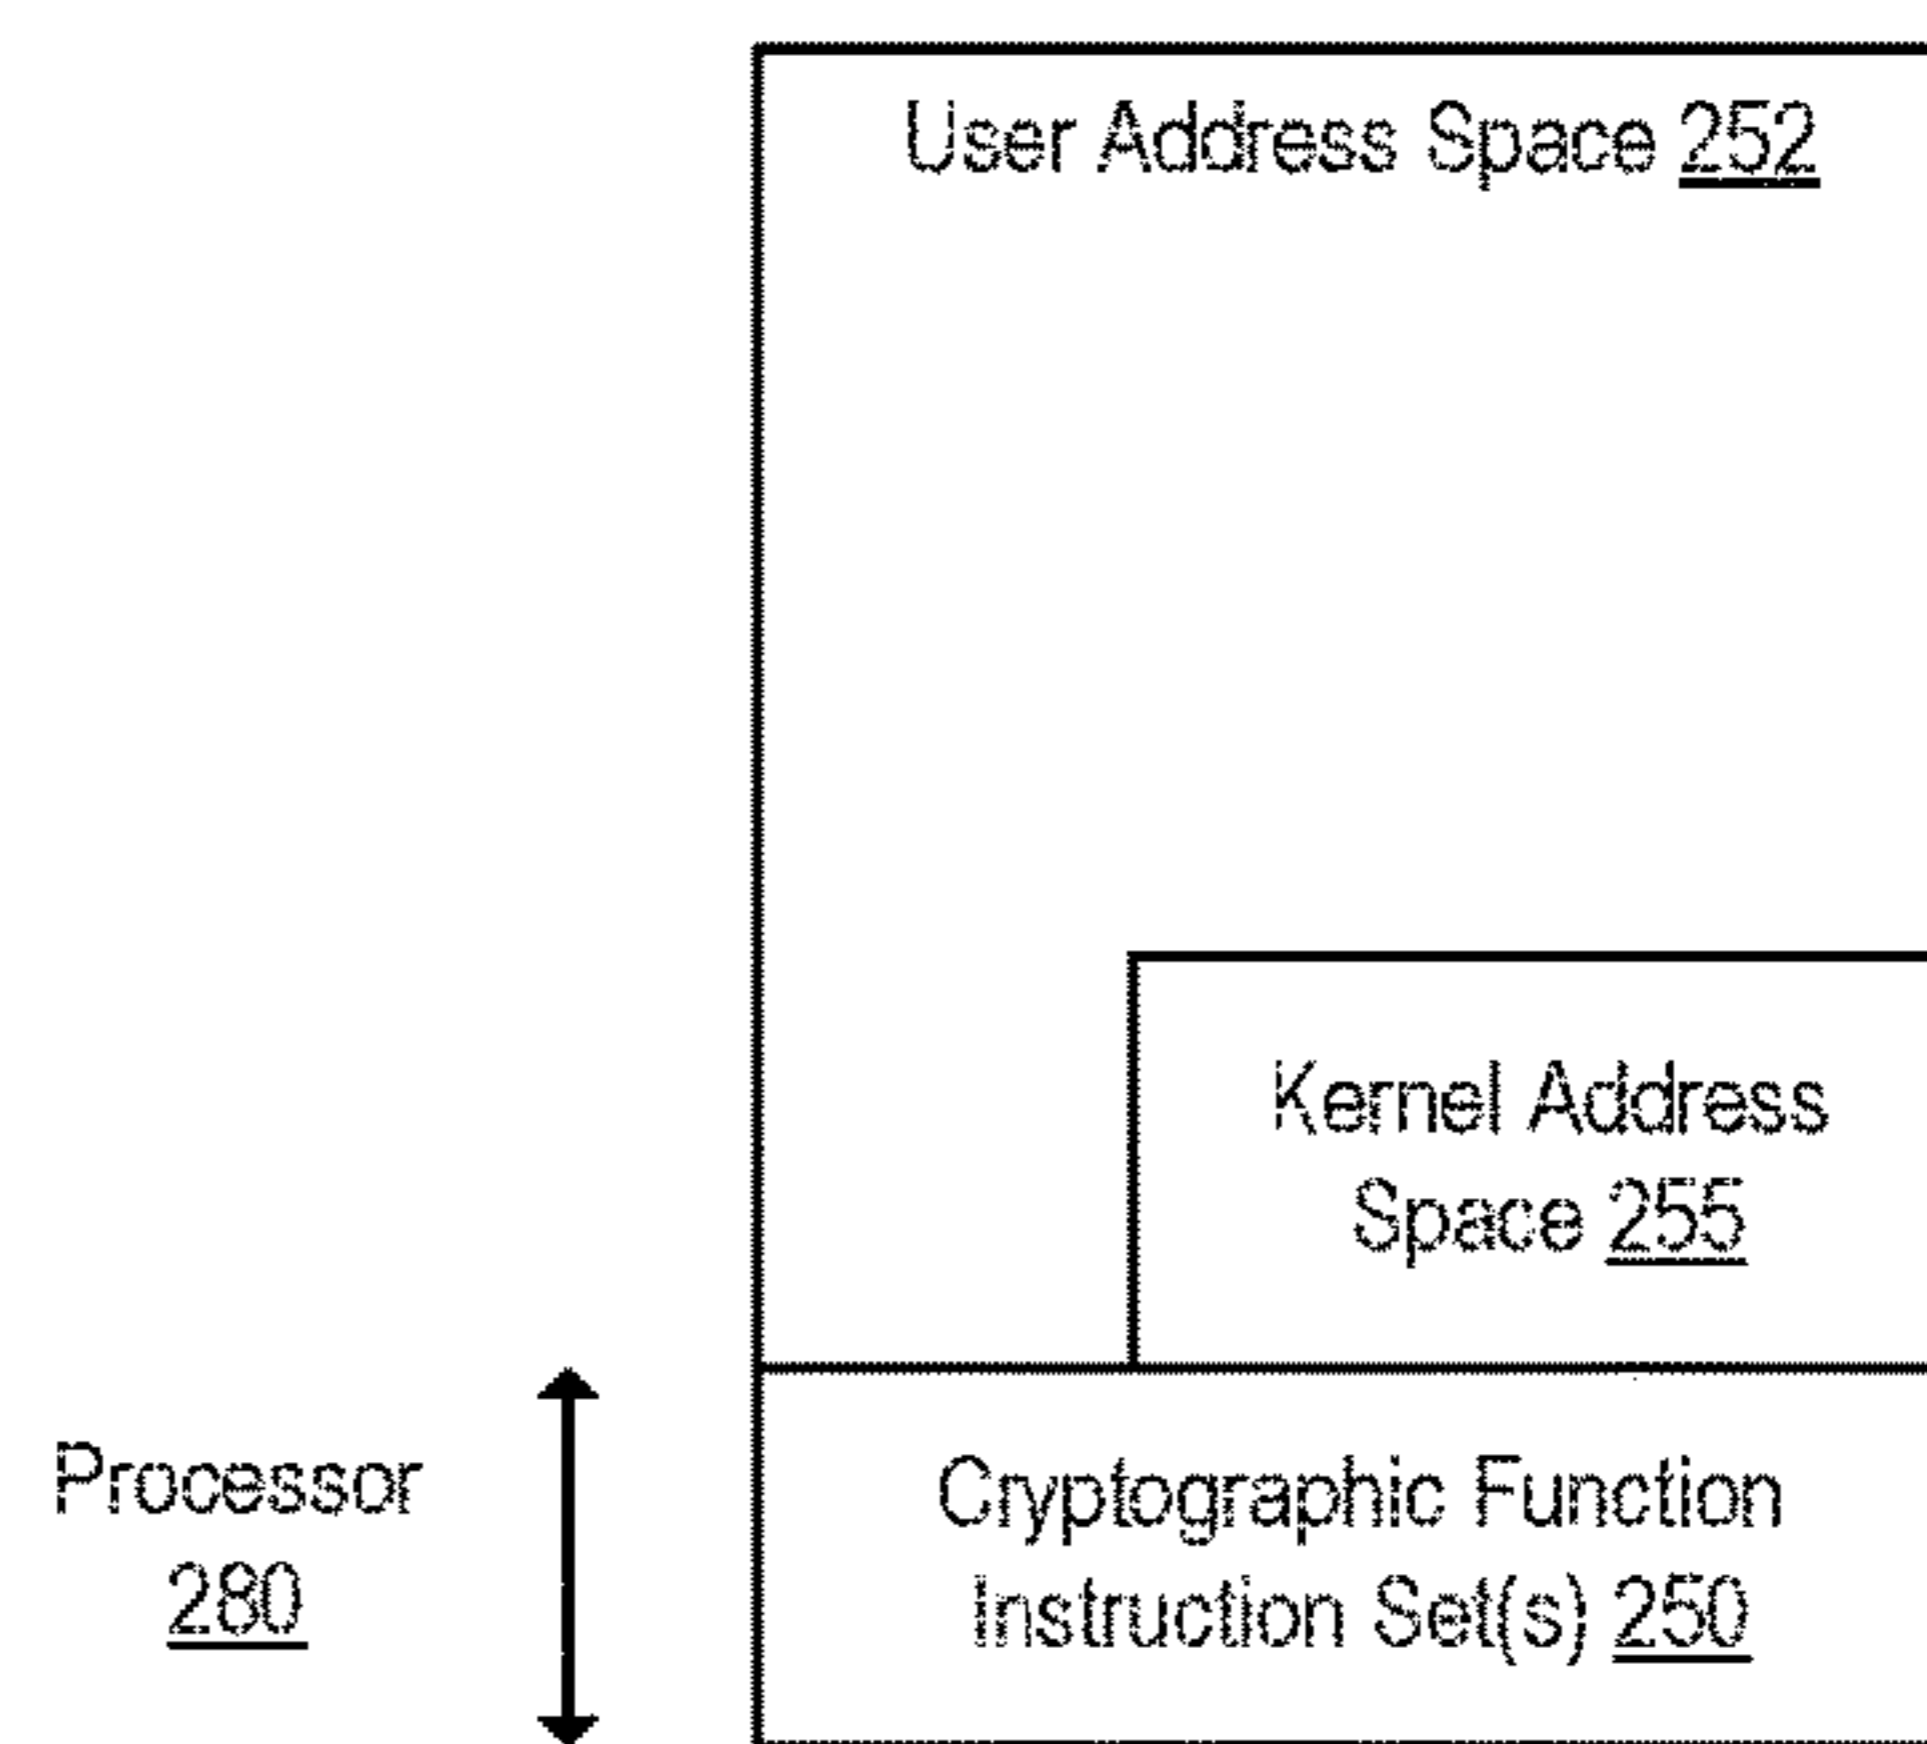 User Address Space 252
Kernel Address
Space 255
Processor
280
Cryptographic Function
Instruction Set(s) 250